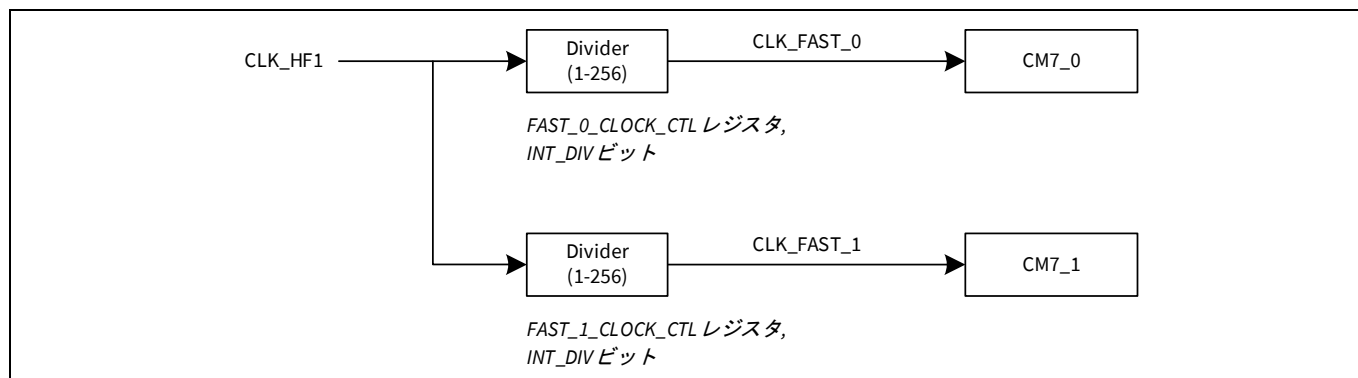 CLK_HF1
Divider
(1-256)
CLK_FAST_0
CM7_0
FAST_0_CLOCK_CTL レジスタ,
INT_DIV ビット
Divider
(1-256)
CLK_FAST_1
CM7_1
FAST_1_CLOCK_CTL レジスタ,
INT_DIV ビット